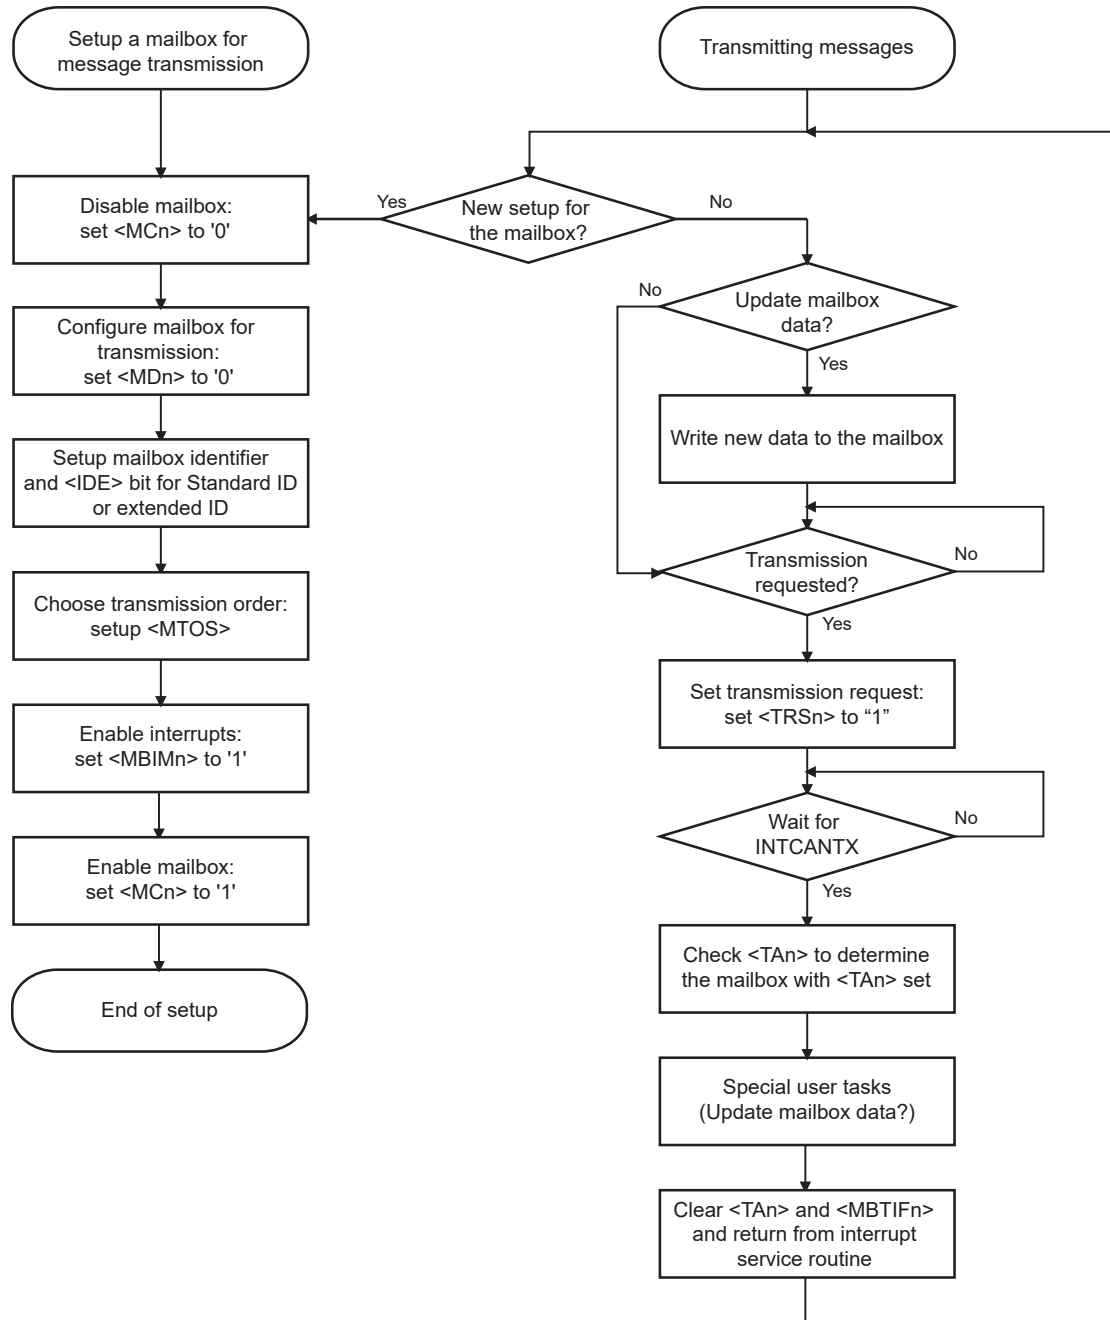 Setup a mailbox for
message transmission
Disable mailbox:
set <MCn> to '0'
Configure mailbox for
transmission:
set <MDn> to '0'
Setup mailbox identifier
and <IDE> bit for Standard ID
or extended ID
Choose transmission order:
setup <MTOS>
Enable interrupts:
set <MBIMn> to '1'
Enable mailbox:
set <MCn> to '1'
End of setup
Transmitting messages
Yes
New setup for
the mailbox?
No
No
Update mailbox
data?
Yes
Write new data to the mailbox
Transmission
requested?
No
Yes
Set transmission request:
set <TRSn> to “1”
Wait for
INTCANTX
No
Yes
Check <TAn> to determine
the mailbox with <TAn> set
Special user tasks
(Update mailbox data?)
Clear <TAn> and <MBTIFn>
and return from interrupt
service routine